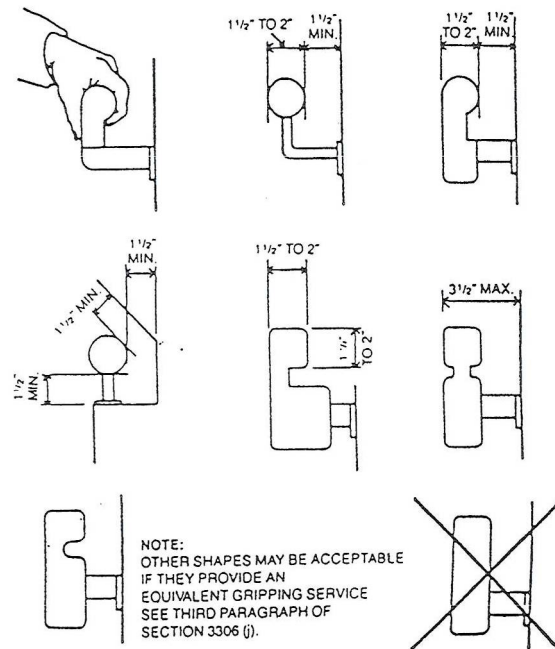 1 1/2" TO 2"
1 1/2" MIN.
1 1/2" TO 2"
1 1/2" MIN.
1 1/2" MIN.
1 1/2" MIN.
1 1/2" MIN.
1 1/2" TO 2"
1 1/2" TO 2"
3 1/2" MAX.
NOTE:
OTHER SHAPES MAY BE ACCEPTABLE
IF THEY PROVIDE AN
EQUIVALENT GRIPPING SERVICE
SEE THIRD PARAGRAPH OF
SECTION 3306 (j).